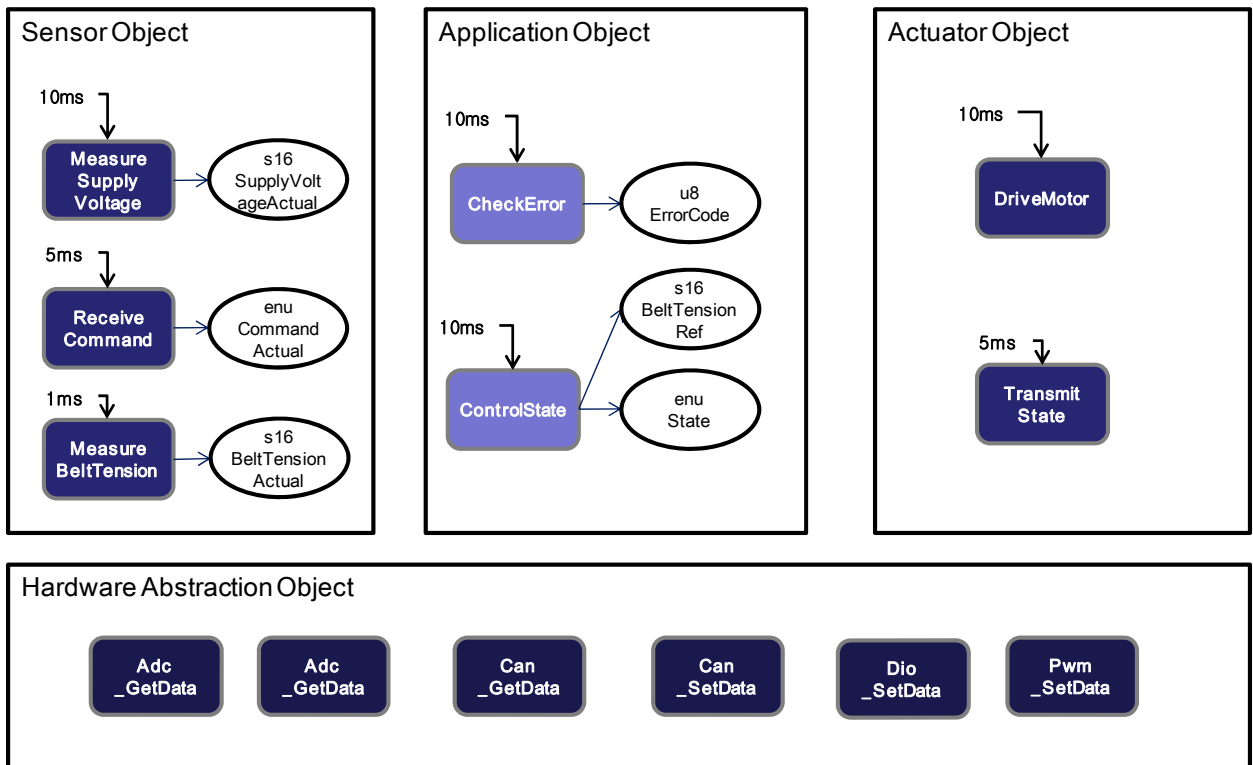 Sensor Object
10ms
Measure
Supply
Voltage
s16
SupplyVolt
ageActual
5ms
Receive
Command
enu
Command
Actual
1ms
Measure
BeltTension
s16
BeltTension
Actual
Application Object
10ms
CheckError
u8
ErrorCode
10ms
ControlState
s16
BeltTension
Ref
enu
State
Actuator Object
10ms
DriveMotor
5ms
Transmit
State
Hardware Abstraction Object
Adc
_GetData
Adc
_GetData
Can
_GetData
Can
_SetData
Dio
_SetData
Pwm
_SetData